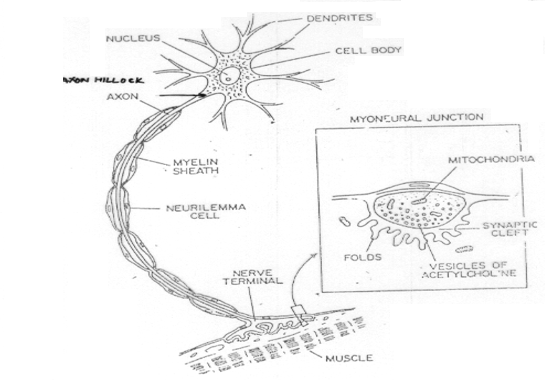 DENDRITES
NUCLEUS
CELL BODY
AXON HILLOCK
AXON
MYONEURAL JUNCTION
MYELIN
SHEATH
MITOCHONDRIA
NEURILEMMA
CELL
SYNAPTIC
CLEFT
FOLDS
VESICLES OF
ACETYLCHOLINE
NERVE
TERMINAL
MUSCLE